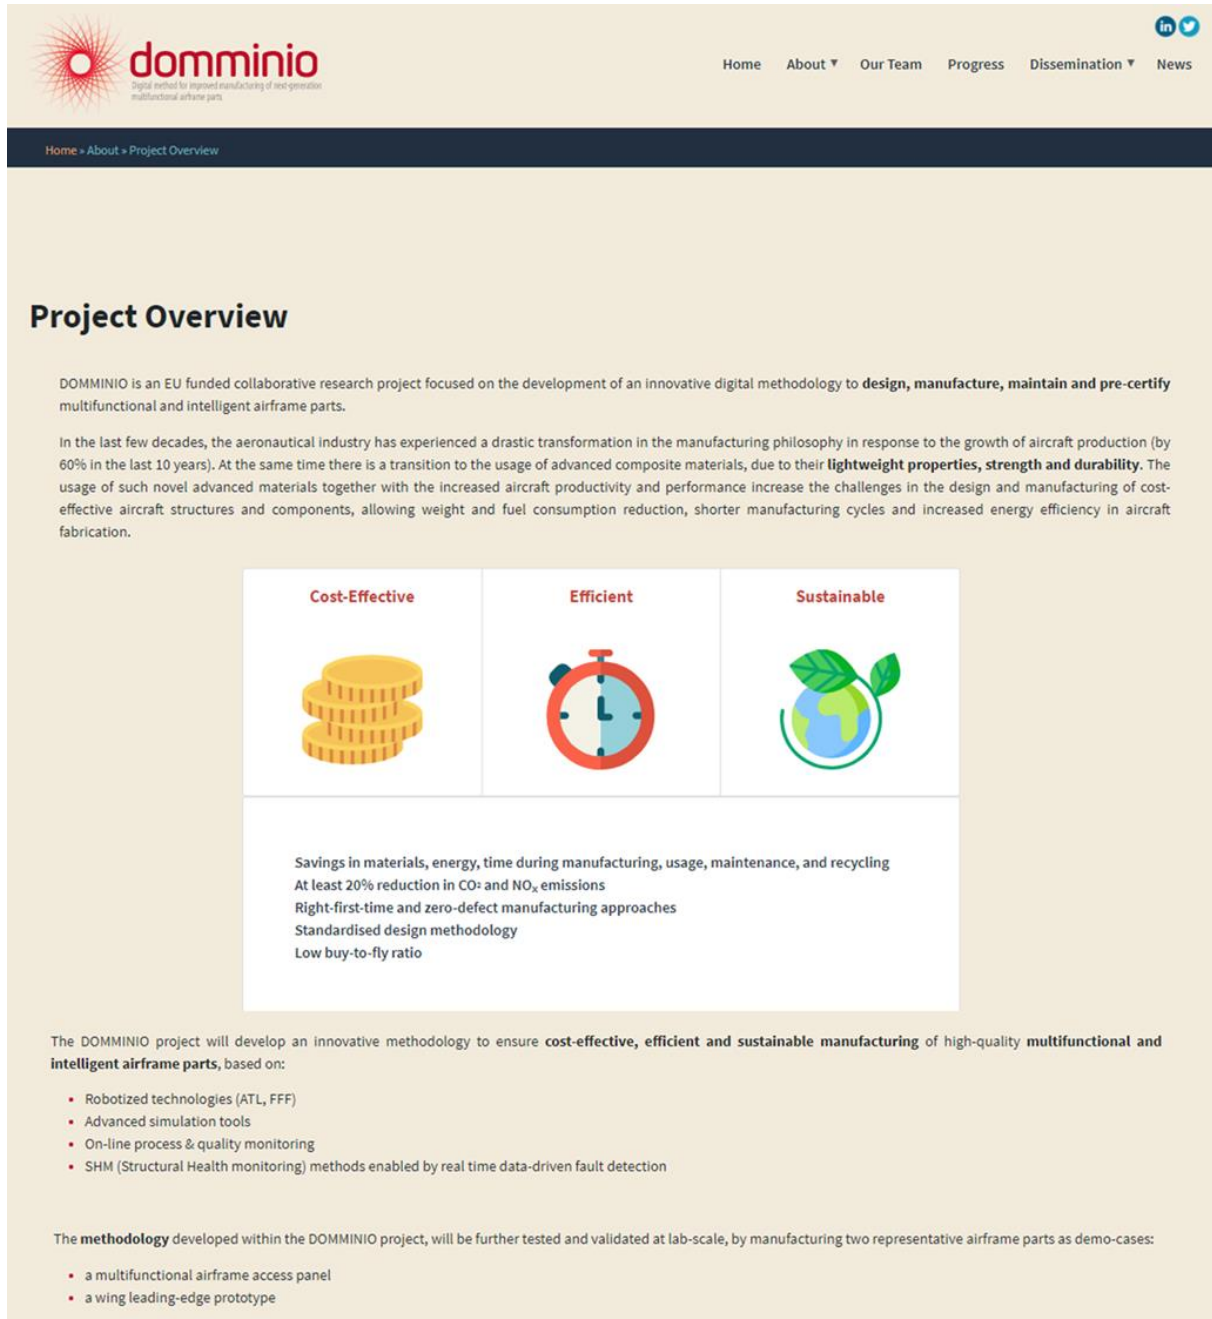 domminio
Digital method for improved manufacturing of next-generation
multifunctional airframe parts
in
Home About ▼ Our Team Progress Dissemination ▼ News
Home » About » Project Overview
Project Overview
DOMMINIO is an EU funded collaborative research project focused on the development of an innovative digital methodology to design, manufacture, maintain and pre-certify
multifunctional and intelligent airframe parts.
In the last few decades, the aeronautical industry has experienced a drastic transformation in the manufacturing philosophy in response to the growth of aircraft production (by
60% in the last 10 years). At the same time there is a transition to the usage of advanced composite materials, due to their lightweight properties, strength and durability. The
usage of such novel advanced materials together with the increased aircraft productivity and performance increase the challenges in the design and manufacturing of cost-
effective aircraft structures and components, allowing weight and fuel consumption reduction, shorter manufacturing cycles and increased energy efficiency in aircraft
fabrication.
Cost-Effective Efficient Sustainable
Savings in materials, energy, time during manufacturing, usage, maintenance, and recycling
At least 20% reduction in CO² and NOₓ emissions
Right-first-time and zero-defect manufacturing approaches
Standardised design methodology
Low buy-to-fly ratio
The DOMMINIO project will develop an innovative methodology to ensure cost-effective, efficient and sustainable manufacturing of high-quality multifunctional and
intelligent airframe parts, based on:
• Robotized technologies (ATL, FFF)
• Advanced simulation tools
• On-line process & quality monitoring
• SHM (Structural Health monitoring) methods enabled by real time data-driven fault detection
The methodology developed within the DOMMINIO project, will be further tested and validated at lab-scale, by manufacturing two representative airframe parts as demo-cases:
• a multifunctional airframe access panel
• a wing leading-edge prototype